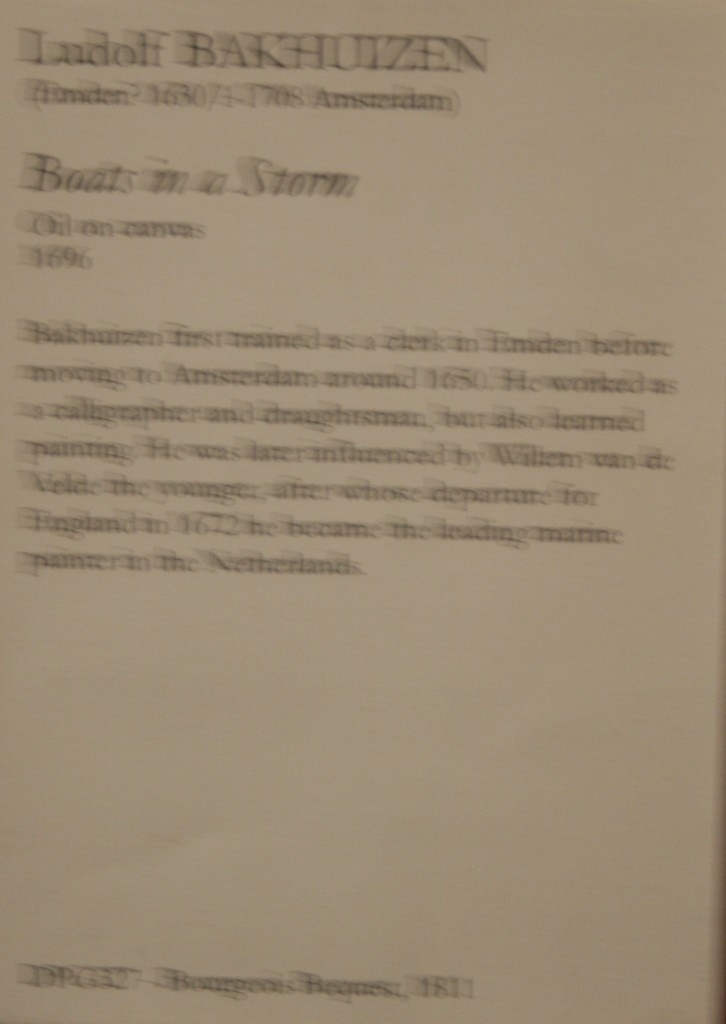 Ludolf BAKHUIZEN
(Emden? 1630/1-1708 Amsterdam)
Boats in a Storm
Oil on canvas
1696
Bakhuizen first trained as a clerk in Emden before
moving to Amsterdam around 1650. He worked as
a calligrapher and draughtsman, but also learned
painting. He was later influenced by Willem van de
Velde the younger, after whose departure for
England in 1672 he became the leading marine
painter in the Netherlands.
DPG327 Bourgeois Bequest, 1811